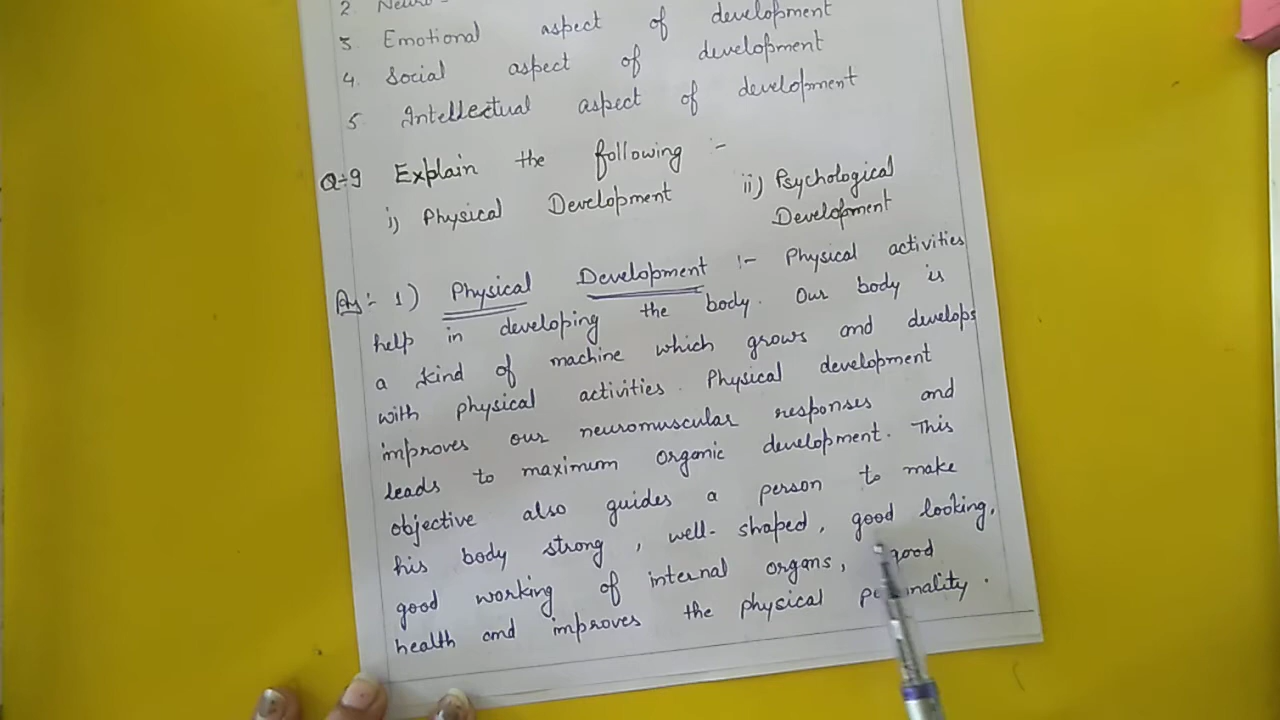 2. Neuro-
3. Emotional aspect of development
4. Social aspect of development
5. Intellectual aspect of development
Q:9 Explain the following :-
i) Physical Development ii) Psychological Development
Ans:- 1) Physical Development :- Physical activities
help in developing the body. Our body is
a kind of machine which grows and develops
with physical activities. Physical development
improves our neuromuscular responses and
leads to maximum organic development. This
objective also guides a person to make
his body strong, well-shaped, good looking,
good working of internal organs, good
health and improves the physical personality.